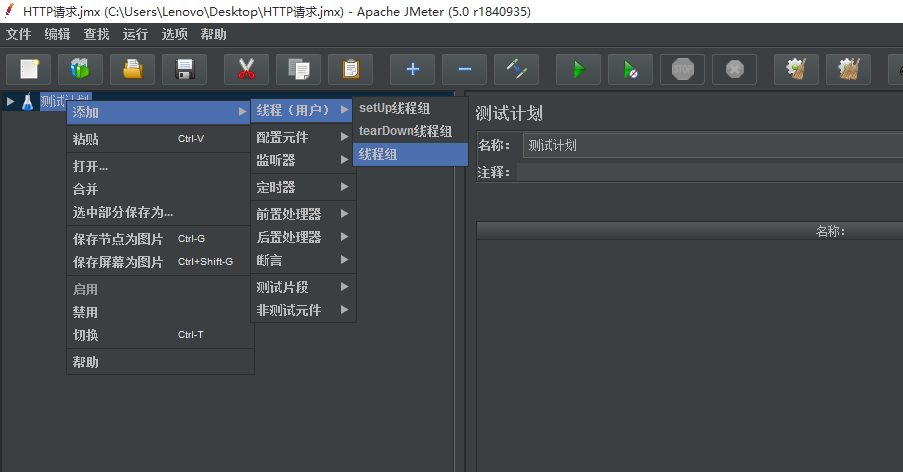 HTTP请求.jmx (C:\Users\Lenovo\Desktop\HTTP请求.jmx) - Apache JMeter (5.0 r1840935)
文件 编辑 查找 运行 选项 帮助
STOP
测试计划
添加
粘贴 Ctrl-V
打开...
合并
选中部分保存为...
保存节点为图片 Ctrl-G
保存屏幕为图片 Ctrl+Shift-G
启用
禁用
切换 Ctrl-T
帮助
线程（用户）
配置元件
监听器
定时器
前置处理器
后置处理器
断言
测试片段
非测试元件
setUp线程组
tearDown线程组
线程组
测试计划
名称: 测试计划
注释:
名称: